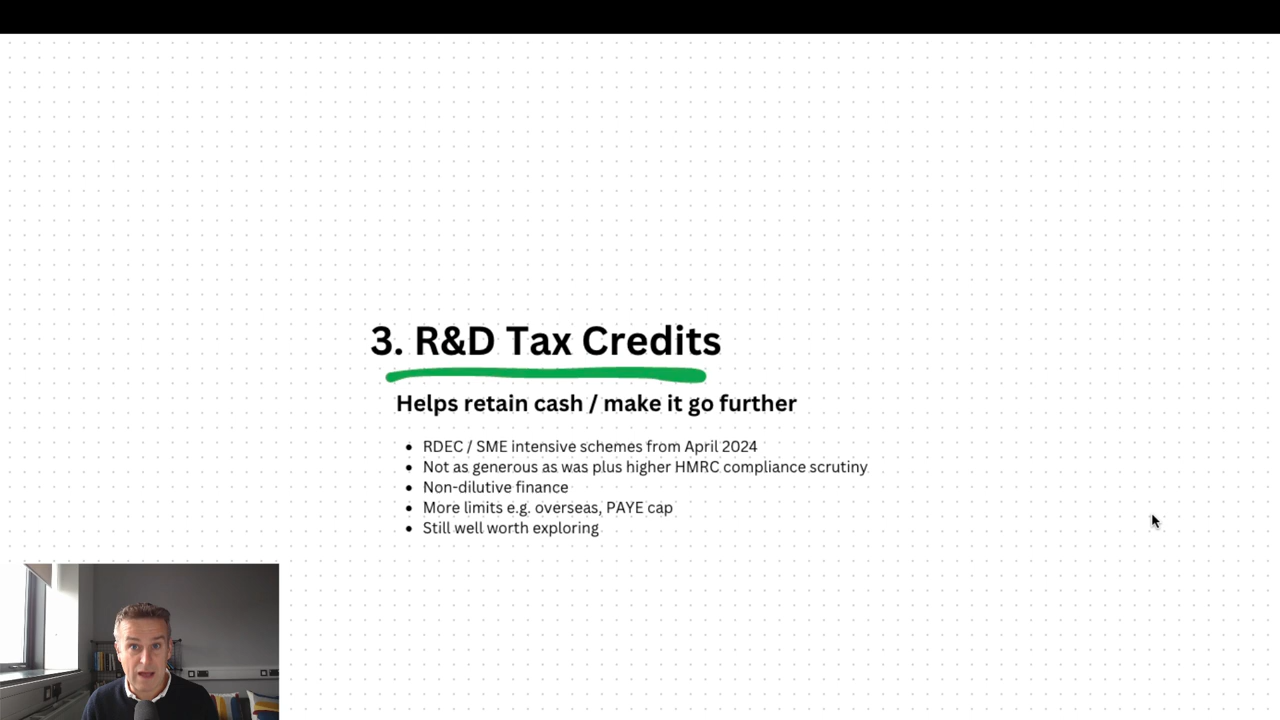 3. R&D Tax Credits
Helps retain cash / make it go further
• RDEC / SME intensive schemes from April 2024
• Not as generous as was plus higher HMRC compliance scrutiny
• Non-dilutive finance
• More limits e.g. overseas, PAYE cap
• Still well worth exploring